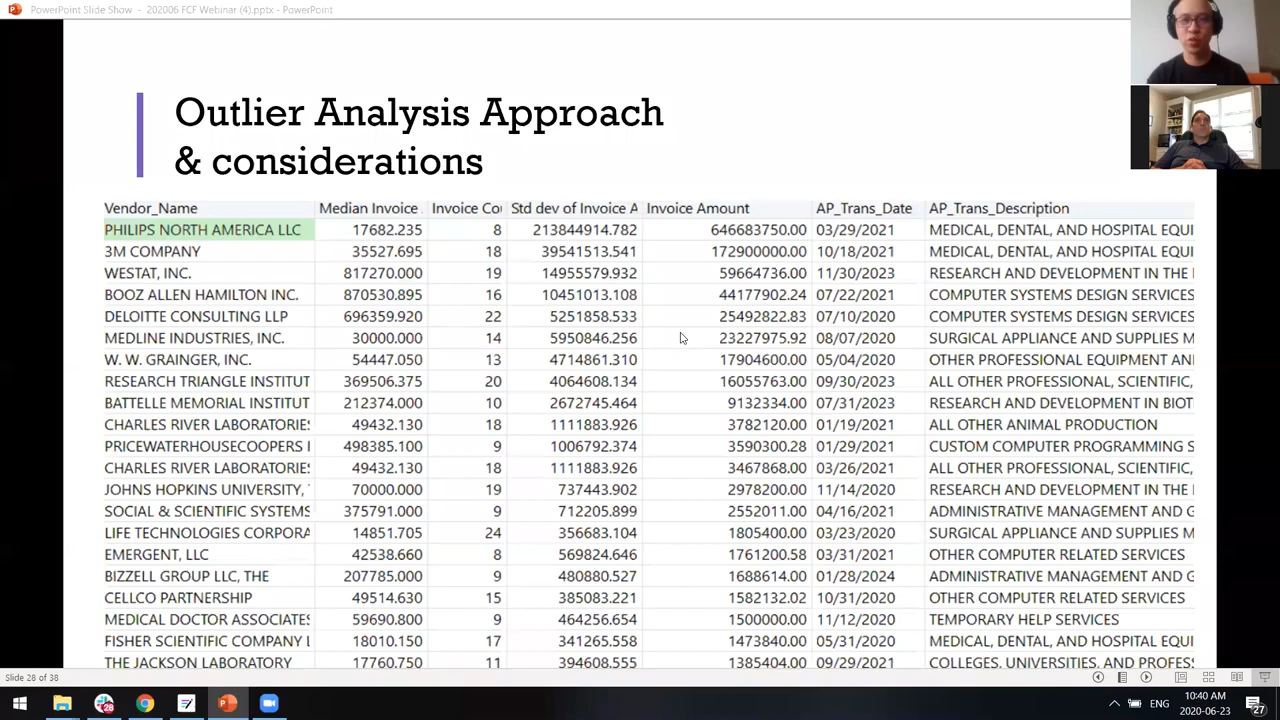 PowerPoint Slide Show - 202006 FCF Webinar (4).pptx - PowerPoint
Outlier Analysis Approach
& considerations
Vendor_Name Median Invoice Invoice Cou Std dev of Invoice A Invoice Amount AP_Trans_Date AP_Trans_Description
PHILIPS NORTH AMERICA LLC 17682.235 8 213844914.782 646683750.00 03/29/2021 MEDICAL, DENTAL, AND HOSPITAL EQUI
3M COMPANY 35527.695 18 39541513.541 172900000.00 10/18/2021 MEDICAL, DENTAL, AND HOSPITAL EQUI
WESTAT, INC. 817270.000 19 14955579.932 59664736.00 11/30/2023 RESEARCH AND DEVELOPMENT IN THE
BOOZ ALLEN HAMILTON INC. 870530.895 16 10451013.108 44177902.24 07/22/2021 COMPUTER SYSTEMS DESIGN SERVICES
DELOITTE CONSULTING LLP 696359.920 22 5251858.533 25492822.83 07/10/2020 COMPUTER SYSTEMS DESIGN SERVICES
MEDLINE INDUSTRIES, INC. 30000.000 14 5950846.256 23227975.92 08/07/2020 SURGICAL APPLIANCE AND SUPPLIES M
W. W. GRAINGER, INC. 54447.050 13 4714861.310 17904600.00 05/04/2020 OTHER PROFESSIONAL EQUIPMENT AN
RESEARCH TRIANGLE INSTITUT 369506.375 20 4064608.134 16055763.00 09/30/2023 ALL OTHER PROFESSIONAL, SCIENTIFIC,
BATTELLE MEMORIAL INSTITUT 212374.000 10 2672745.464 9132334.00 07/31/2023 RESEARCH AND DEVELOPMENT IN BIOT
CHARLES RIVER LABORATORIES 49432.130 18 1111883.926 3782120.00 01/19/2021 ALL OTHER ANIMAL PRODUCTION
PRICEWATERHOUSECOOPERS 498385.100 9 1006792.374 3590300.28 01/29/2021 CUSTOM COMPUTER PROGRAMMING S
CHARLES RIVER LABORATORIES 49432.130 18 1111883.926 3467868.00 03/26/2021 ALL OTHER PROFESSIONAL, SCIENTIFIC,
JOHNS HOPKINS UNIVERSITY, 70000.000 19 737443.902 2978200.00 11/14/2020 RESEARCH AND DEVELOPMENT IN THE
SOCIAL & SCIENTIFIC SYSTEMS 375791.000 9 712205.899 2552011.00 04/16/2021 ADMINISTRATIVE MANAGEMENT AND G
LIFE TECHNOLOGIES CORPORA 14851.705 24 356683.104 1805400.00 03/23/2020 SURGICAL APPLIANCE AND SUPPLIES M
EMERGENT, LLC 42538.660 8 569824.646 1761200.58 03/31/2021 OTHER COMPUTER RELATED SERVICES
BIZZELL GROUP LLC, THE 207785.000 9 480880.527 1688614.00 01/28/2024 ADMINISTRATIVE MANAGEMENT AND G
CELLCO PARTNERSHIP 49514.630 15 385083.221 1582132.02 10/31/2020 OTHER COMPUTER RELATED SERVICES
MEDICAL DOCTOR ASSOCIATES 59690.800 9 464256.654 1500000.00 11/12/2020 TEMPORARY HELP SERVICES
FISHER SCIENTIFIC COMPANY L 18010.150 17 341265.558 1473840.00 05/31/2020 MEDICAL, DENTAL, AND HOSPITAL EQUI
THE JACKSON LABORATORY 17760.750 11 394608.555 1385404.00 09/29/2021 COLLEGES, UNIVERSITIES, AND PROFES
Slide 28 of 38
28
ENG
10:40 AM
2020-06-23
27